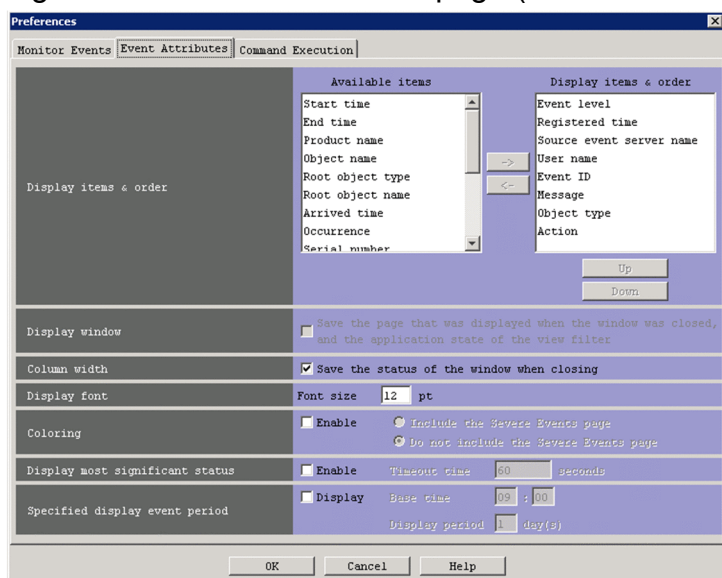 Preferences
Monitor Events Event Attributes Command Execution
Available items Display items & order
Start time Event level
End time Registered time
Product name Source event server name
Object name -> User name
Root object type <- Event ID
Root object name Message
Arrived time Object type
Occurrence Action
Serial number
Display items & order
Up
Down
Display window Save the page that was displayed when the window was closed,
and the application state of the view filter
Column width Save the status of the window when closing
Display font Font size 12 pt
Coloring Enable Include the Severe Events page
Do not include the Severe Events page
Display most significant status Enable Timeout time 60 seconds
Specified display event period Display Base time 09 : 00
Display period 1 day(s)
OK Cancel Help